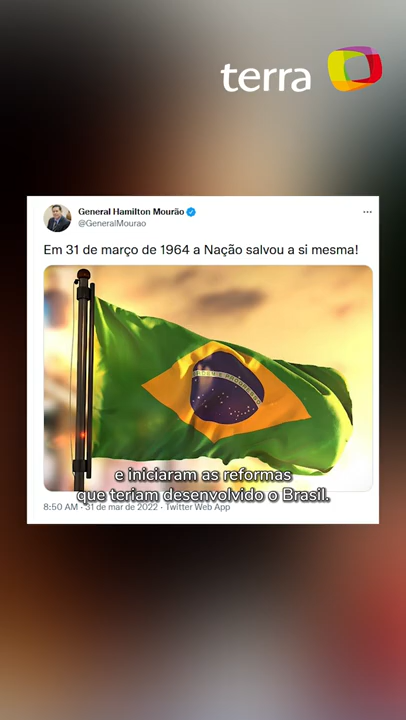 terra
General Hamilton Mourão
@GeneralMourao
Em 31 de março de 1964 a Nação salvou a si mesma!
e iniciaram as reformas
que teriam desenvolvido o Brasil.
8:50 AM · 31 de mar de 2022 · Twitter Web App